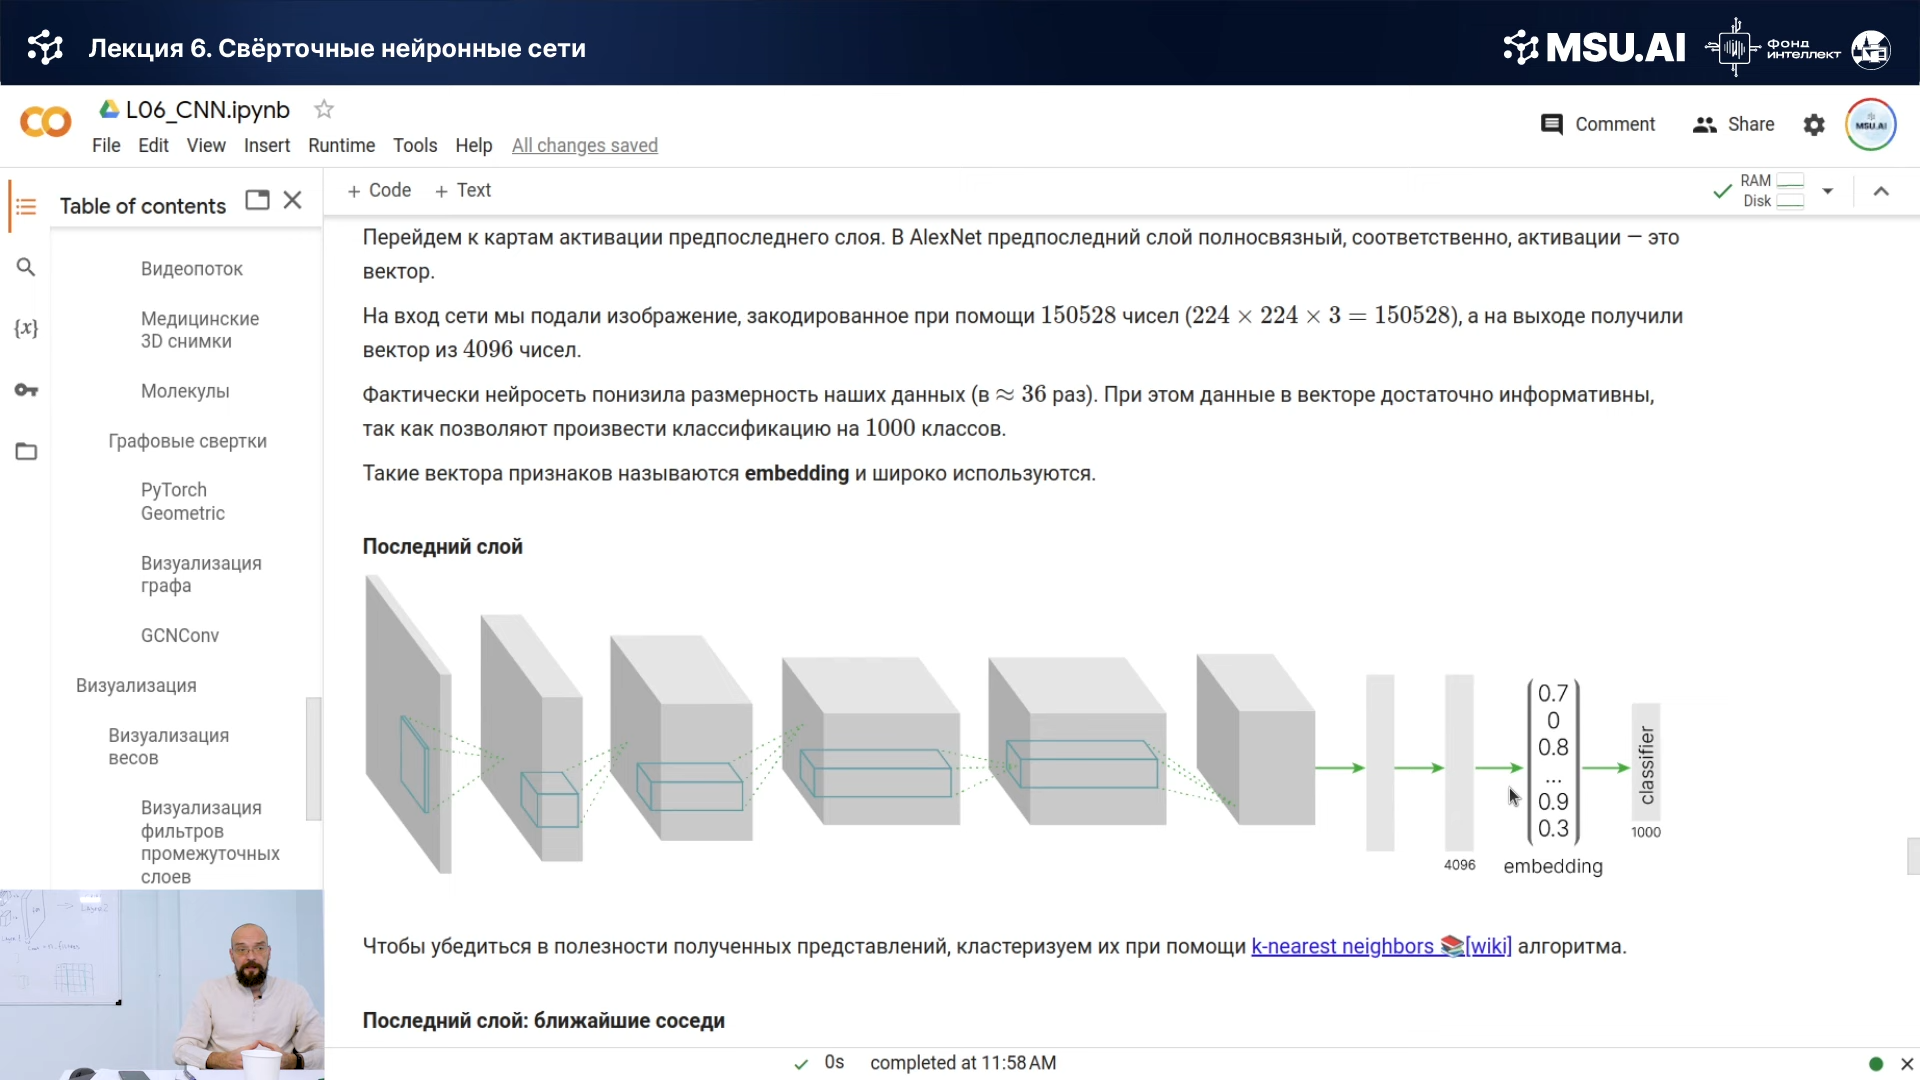 Лекция 6. Свёрточные нейронные сети
MSU.AI
ФОНД
ИНТЕЛЛЕКТ
L06_CNN.ipynb
Comment
Share
MSU.AI
File Edit View Insert Runtime Tools Help All changes saved
Table of contents
+ Code + Text
RAM
Disk
Видеопоток
Медицинские
3D снимки
Молекулы
Графовые свертки
PyTorch
Geometric
Визуализация
графа
GCNConv
Визуализация
Визуализация
весов
Визуализация
фильтров
промежуточных
слоев
{x}
Перейдем к картам активации предпоследнего слоя. В AlexNet предпоследний слой полносвязный, соответственно, активации — это
вектор.
На вход сети мы подали изображение, закодированное при помощи 150528 чисел (224 × 224 × 3 = 150528), а на выходе получили
вектор из 4096 чисел.
Фактически нейросеть понизила размерность наших данных (в ≈ 36 раз). При этом данные в векторе достаточно информативны,
так как позволяют произвести классификацию на 1000 классов.
Такие вектора признаков называются embedding и широко используются.
Последний слой
0.7
0
0.8
...
0.9
0.3
classifier
1000
4096
embedding
Чтобы убедиться в полезности полученных представлений, кластеризуем их при помощи k-nearest neighbors 📚[wiki] алгоритма.
Последний слой: ближайшие соседи
0s completed at 11:58 AM